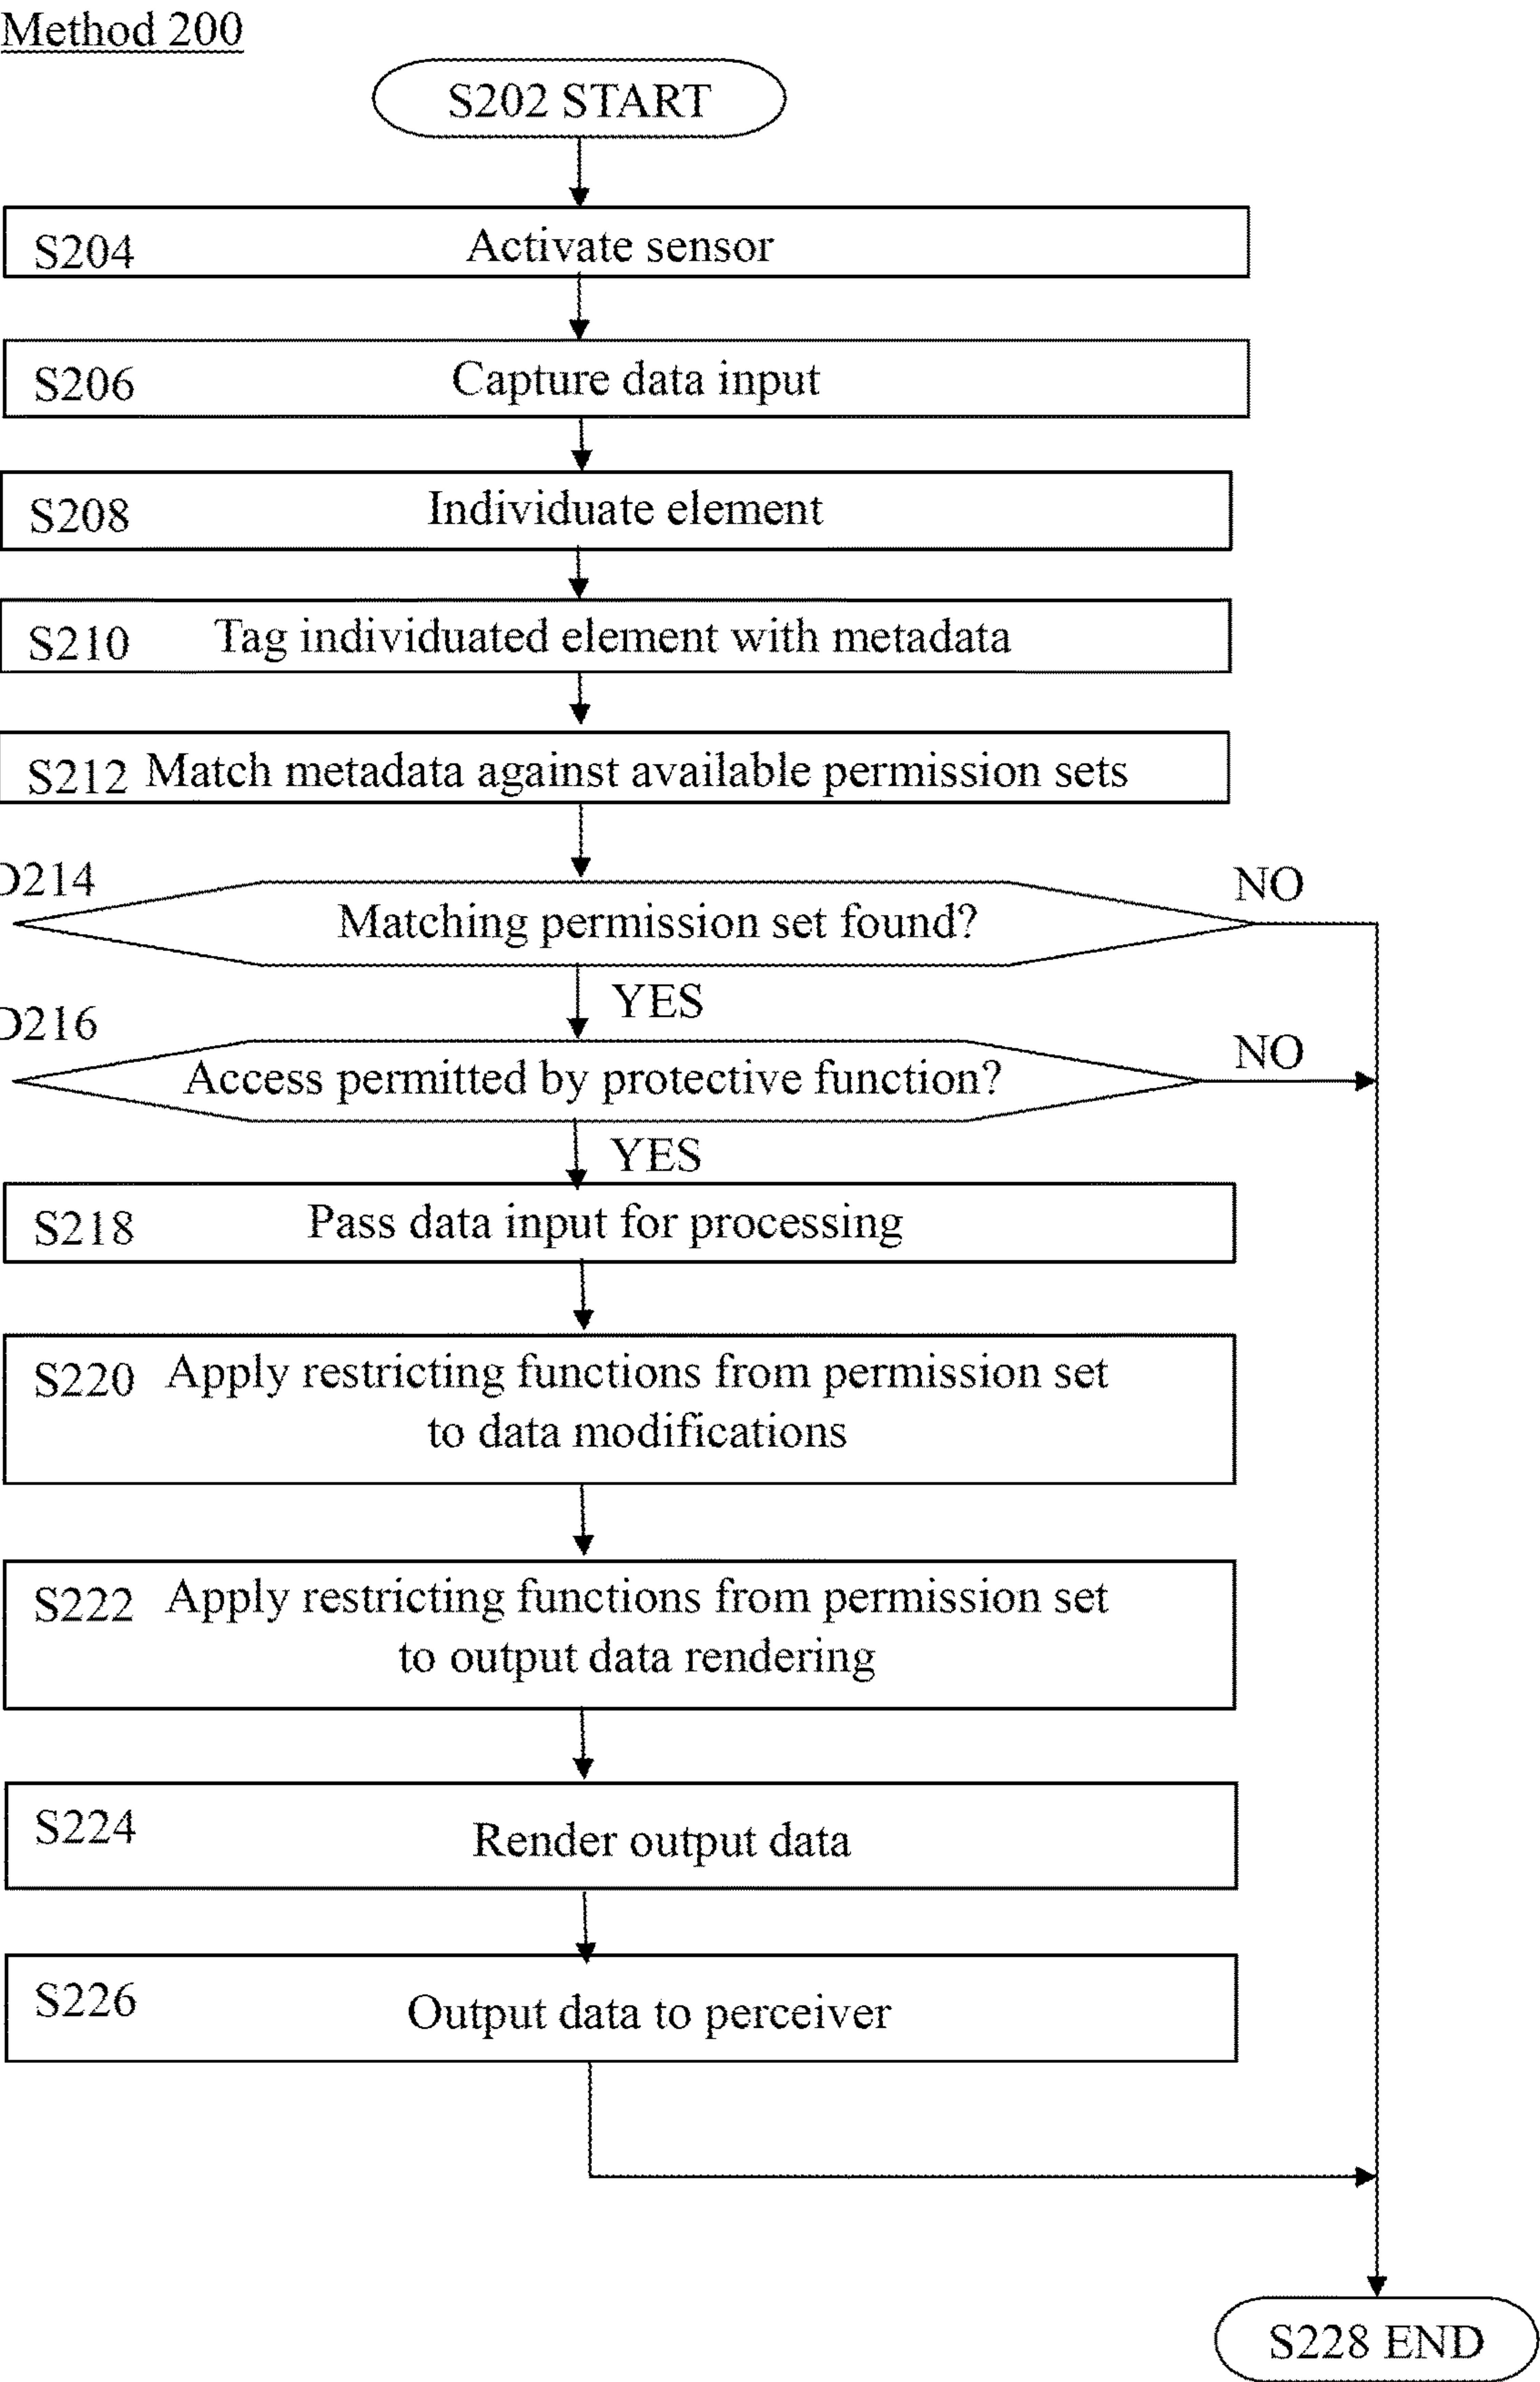 Method 200
S202 START
S204 Activate sensor
S206 Capture data input
S208 Individuate element
S210 Tag individuated element with metadata
S212 Match metadata against available permission sets
D214
NO
Matching permission set found?
YES
D216
NO
Access permitted by protective function?
YES
S218 Pass data input for processing
S220 Apply restricting functions from permission set
to data modifications
S222 Apply restricting functions from permission set
to output data rendering
S224 Render output data
S226 Output data to perceiver
S228 END